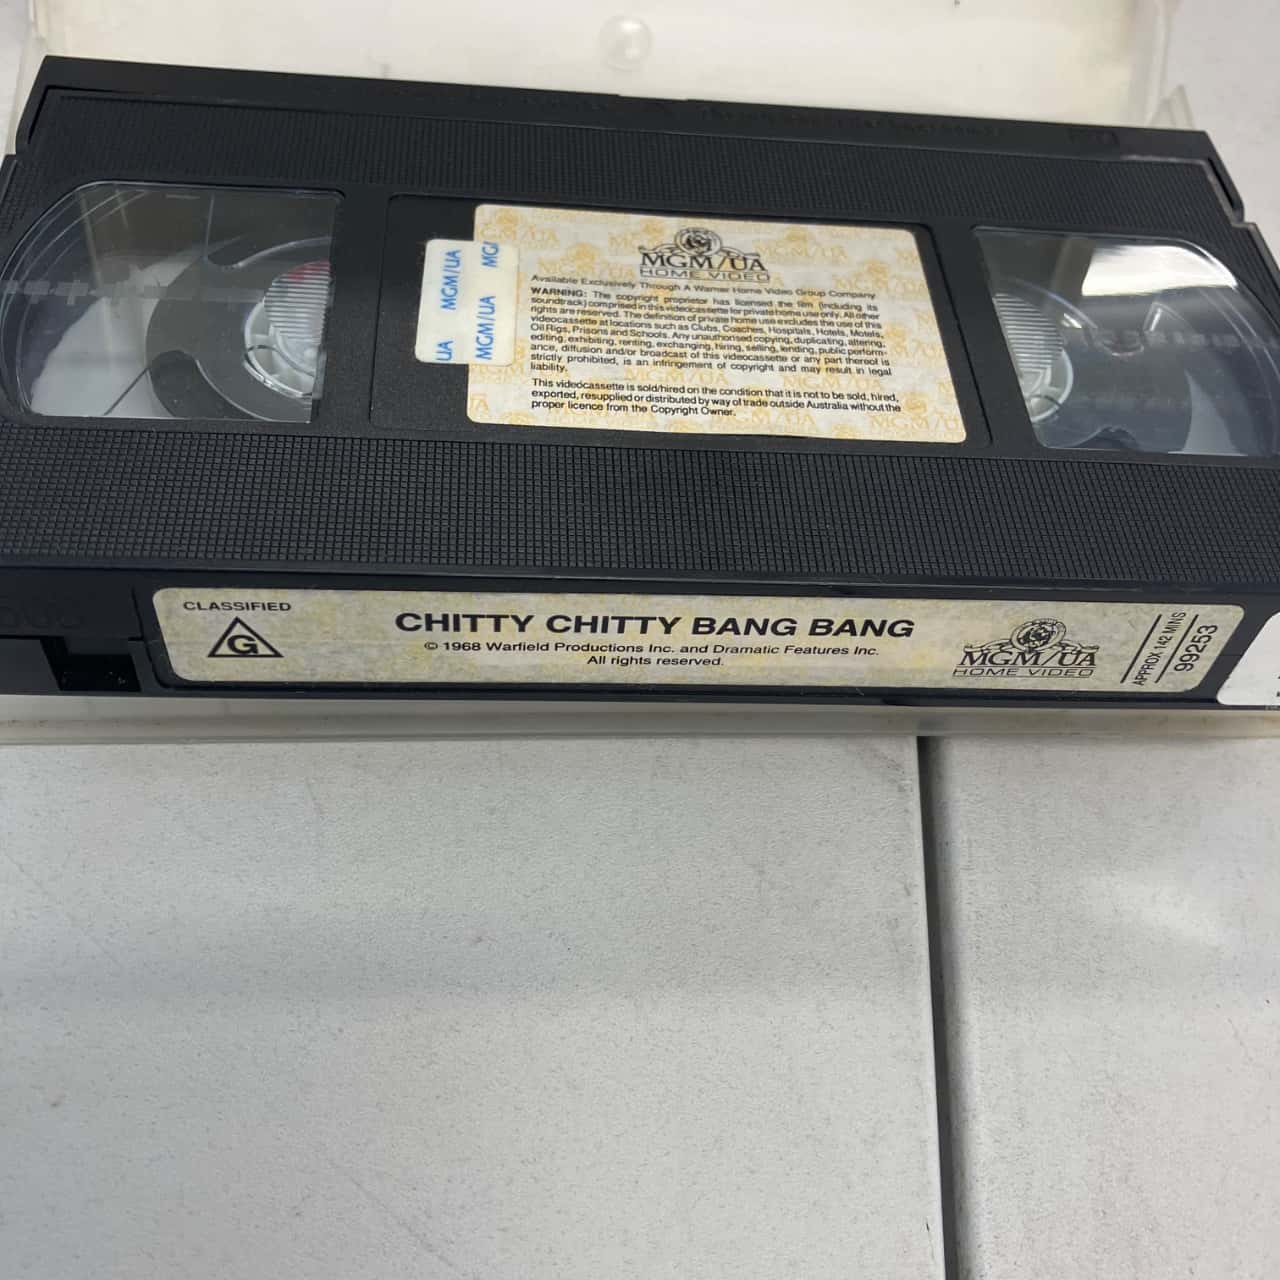 MGM/UA
MGM/UA
UA
MGM/UA
HOME VIDEO
Available Exclusively Through A Warner Home Video Group Company
WARNING: The copyright proprietor has licensed the film (including its
soundtrack) comprised in this videocassette for private home use only. All other
rights are reserved. The definition of private home use excludes the use of this
videocassette at locations such as Clubs, Coaches, Hospitals, Hotels, Motels,
Oil Rigs, Prisons and Schools. Any unauthorised copying, duplicating, altering,
editing, exhibiting, renting, exchanging, hiring, selling, lending, public perform-
ance, diffusion and/or broadcast of this videocassette or any part thereof is
strictly prohibited, is an infringement of copyright and may result in legal
liability.
This videocassette is sold/hired on the condition that it is not to be sold, hired,
exported, resupplied or distributed by way of trade outside Australia without the
proper licence from the Copyright Owner.
CLASSIFIED
G
CHITTY CHITTY BANG BANG
© 1968 Warfield Productions Inc. and Dramatic Features Inc.
All rights reserved.
MGM/UA
HOME VIDEO
APPROX 142 MINS
99253